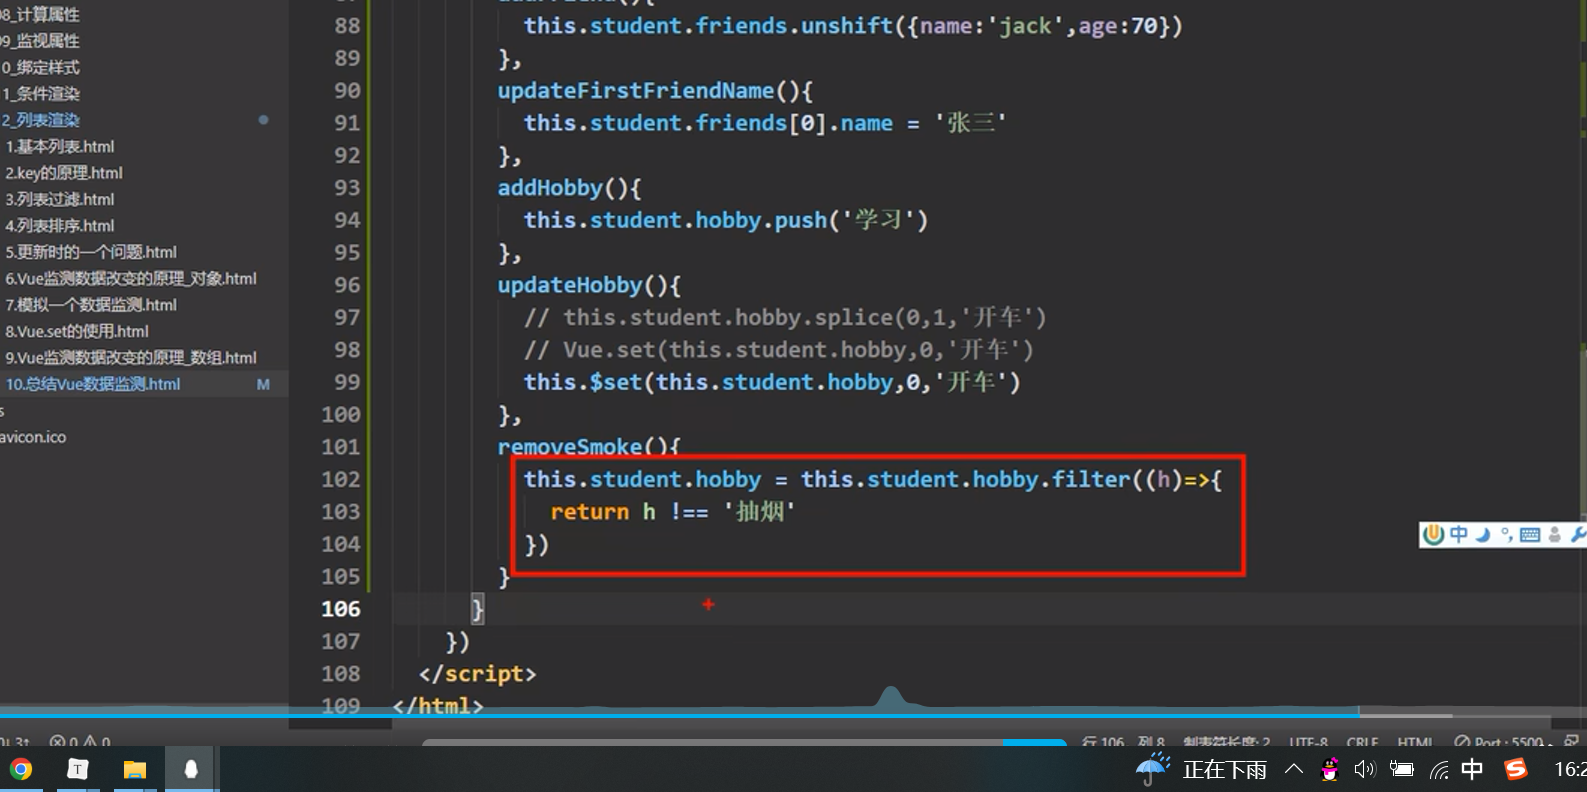 08_计算属性
09_监视属性
0_绑定样式
1_条件渲染
2_列表渲染
1.基本列表.html
2.key的原理.html
3.列表过滤.html
4.列表排序.html
5.更新时的一个问题.html
6.Vue监测数据改变的原理_对象.html
7.模拟一个数据监测.html
8.Vue.set的使用.html
9.Vue监测数据改变的原理_数组.html
10.总结Vue数据监测.html M
s
avicon.ico
88 this.student.friends.unshift({name:'jack',age:70})
89 },
90 updateFirstFriendName(){
91 this.student.friends[0].name = '张三'
92 },
93 addHobby(){
94 this.student.hobby.push('学习')
95 },
96 updateHobby(){
97 // this.student.hobby.splice(0,1,'开车')
98 // Vue.set(this.student.hobby,0,'开车')
99 this.$set(this.student.hobby,0,'开车')
100 },
101 removeSmoke(){
102 this.student.hobby = this.student.hobby.filter((h)=>{
103 return h !== '抽烟'
104 })
105 }
106 }
107 })
108 </script>
109 </html>
中
0 0
行 106 列 8 制表符长度: 2 UTF-8 CRLF HTML Port : 5500
T
正在下雨
中
S
16:2